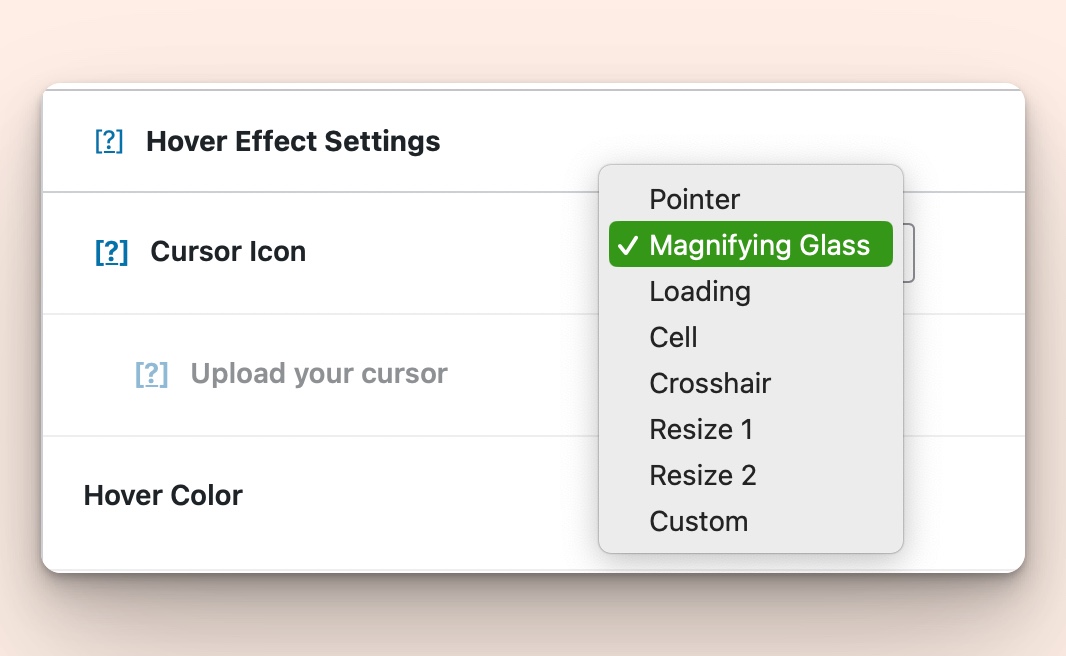 [?] Hover Effect Settings
[?] Cursor Icon
[?] Upload your cursor
Hover Color
Pointer
✓ Magnifying Glass
Loading
Cell
Crosshair
Resize 1
Resize 2
Custom